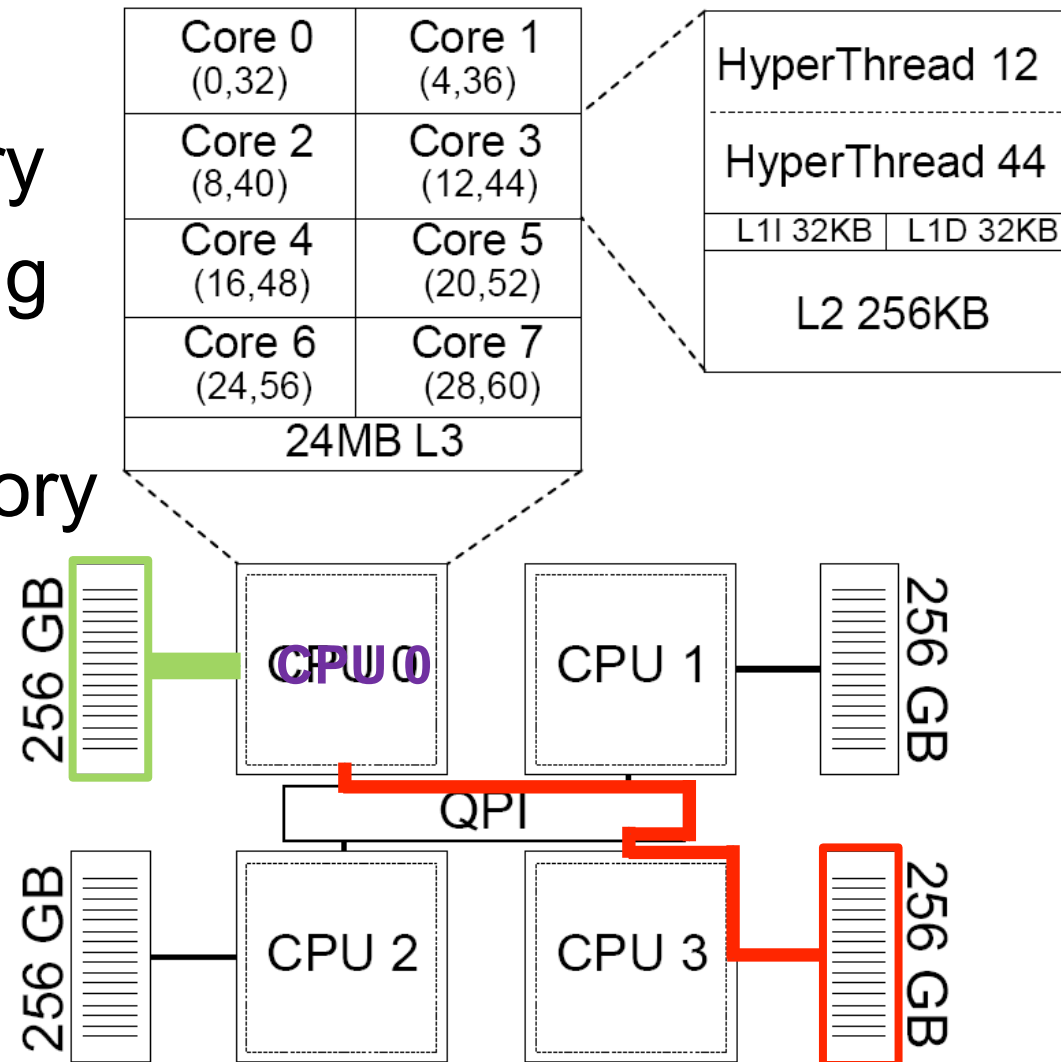 Core 0
(0,32)
Core 1
(4,36)
Core 2
(8,40)
Core 3
(12,44)
Core 4
(16,48)
Core 5
(20,52)
Core 6
(24,56)
Core 7
(28,60)
24MB L3
HyperThread 12
HyperThread 44
L1I 32KB
L1D 32KB
L2 256KB
ry
g
ory
256 GB
CPU 0
CPU 1
256 GB
QPI
256 GB
CPU 2
CPU 3
256 GB